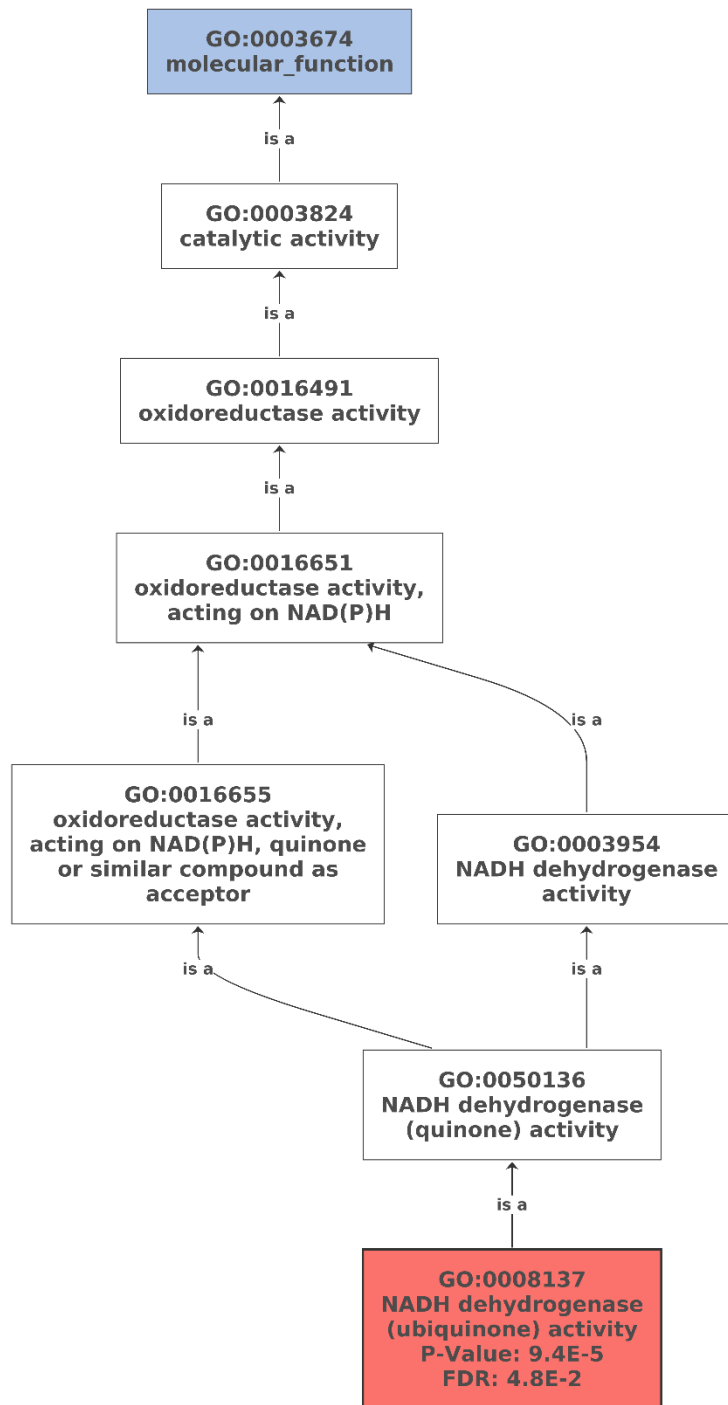 GO:0003674
molecular_function
is a
GO:0003824
catalytic activity
is a
GO:0016491
oxidoreductase activity
is a
GO:0016651
oxidoreductase activity,
acting on NAD(P)H
is a
is a
GO:0016655
oxidoreductase activity,
acting on NAD(P)H, quinone
or similar compound as
acceptor
GO:0003954
NADH dehydrogenase
activity
is a
is a
GO:0050136
NADH dehydrogenase
(quinone) activity
is a
GO:0008137
NADH dehydrogenase
(ubiquinone) activity
P-Value: 9.4E-5
FDR: 4.8E-2